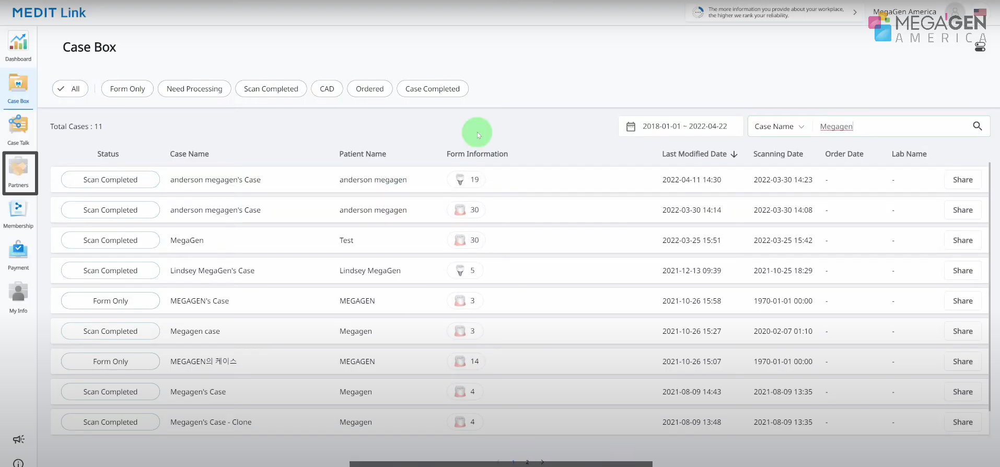 MEDIT Link
The more information you provide about your workplace,
the higher we rank your reliability.
MegaGen America
MEGA'GEN
AMERICA
Dashboard
Case Box
Case Talk
Partners
Membership
Payment
My Info
Case Box
All
Form Only
Need Processing
Scan Completed
CAD
Ordered
Case Completed
Total Cases : 11
2018-01-01 ~ 2022-04-22
Case Name
Megagen
Status Case Name Patient Name Form Information Last Modified Date Scanning Date Order Date Lab Name
Scan Completed anderson megagen's Case anderson megagen 19 2022-04-11 14:30 2022-03-30 14:23 - - Share
Scan Completed anderson megagen's Case anderson megagen 30 2022-03-30 14:14 2022-03-30 14:08 - - Share
Scan Completed MegaGen Test 30 2022-03-25 15:51 2022-03-25 15:42 - - Share
Scan Completed Lindsey MegaGen's Case Lindsey MegaGen 5 2021-12-13 09:39 2021-10-25 18:29 - - Share
Form Only MEGAGEN's Case MEGAGEN 3 2021-10-26 15:58 1970-01-01 00:00 - - Share
Scan Completed Megagen case Megagen 3 2021-10-26 15:27 2020-02-07 01:10 - - Share
Form Only MEGAGEN의 케이스 MEGAGEN 14 2021-10-26 15:07 1970-01-01 00:00 - - Share
Scan Completed Megagen's Case Megagen 4 2021-08-09 14:43 2021-08-09 13:35 - - Share
Scan Completed Megagen's Case - Clone Megagen 4 2021-08-09 13:48 2021-08-09 13:35 - - Share
1 2